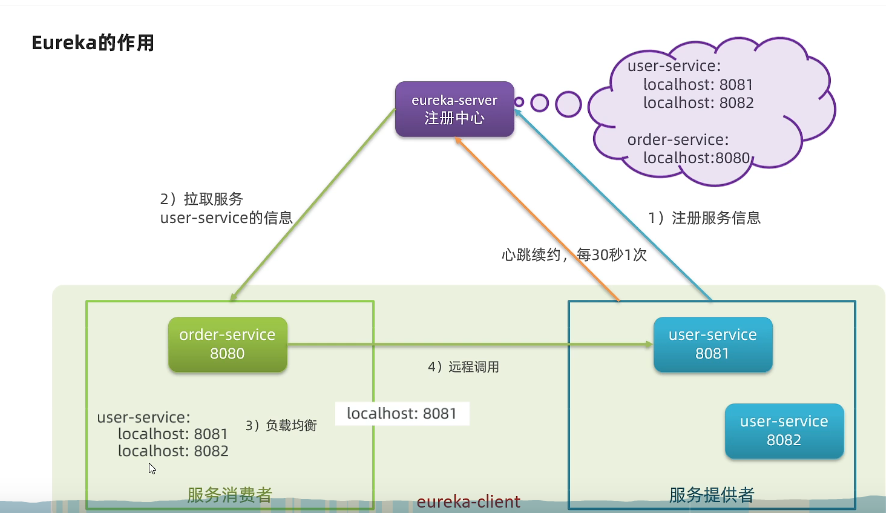 Eureka的作用
eureka-server
注册中心
user-service:
localhost: 8081
localhost: 8082
order-service:
localhost:8080
2）拉取服务
user-service的信息
1）注册服务信息
心跳续约，每30秒1次
order-service
8080
user-service
8081
4）远程调用
user-service:
localhost: 8081
localhost: 8082
3）负载均衡
localhost: 8081
user-service
8082
服务消费者
eureka-client
服务提供者